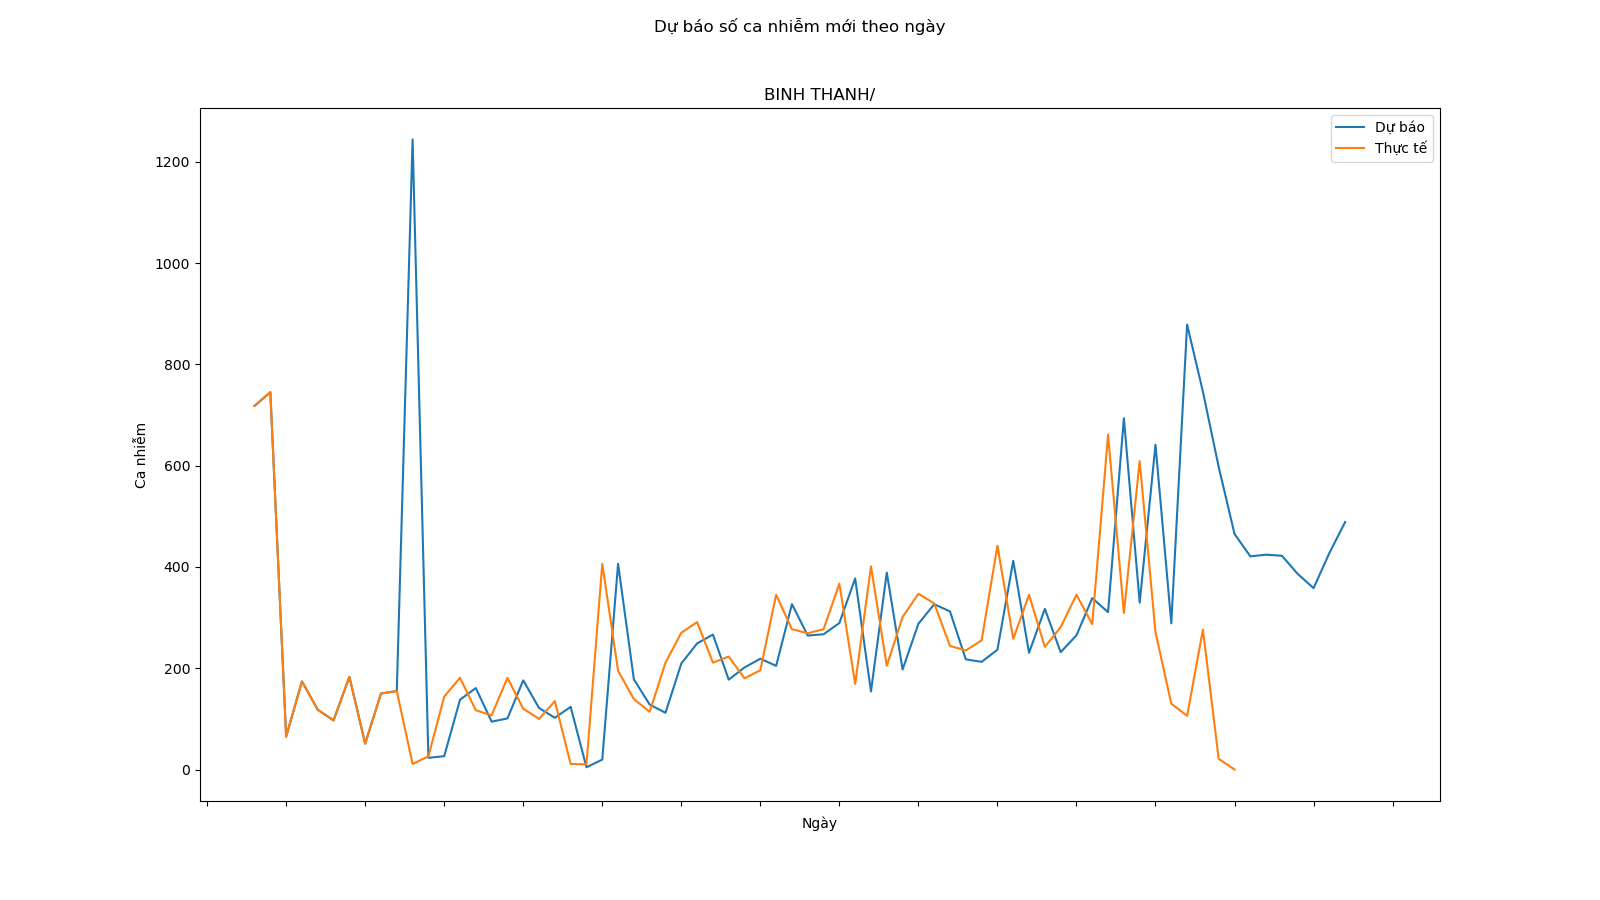 Dự báo số ca nhiễm mới theo ngày
BINH THANH/
Dự báo
Thực tế
1200
1000
800
600
400
200
0
Ca nhiễm
Ngày